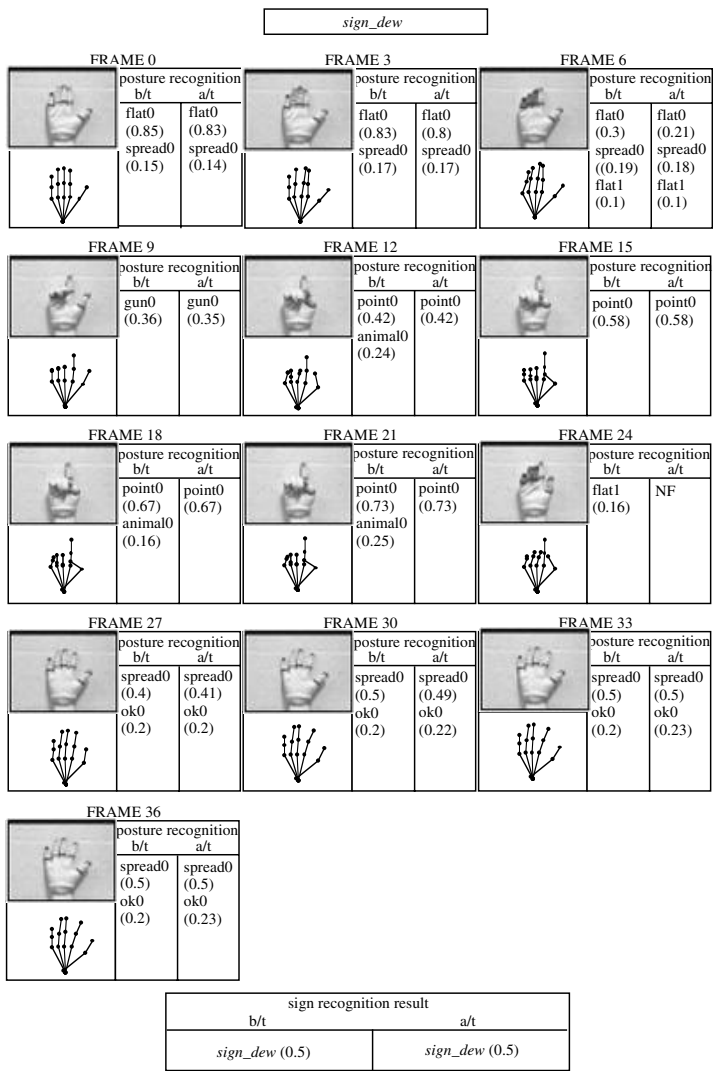 sign_dew
FRAME 0
posture recognition
b/t a/t
flat0 flat0
(0.85) (0.83)
spread0 spread0
(0.15) (0.14)
FRAME 3
posture recognition
b/t a/t
flat0 flat0
(0.83) (0.8)
spread0 spread0
(0.17) (0.17)
FRAME 6
posture recognition
b/t a/t
flat0 flat0
(0.3) (0.21)
spread0 spread0
((0.19) (0.18)
flat1 flat1
(0.1) (0.1)
FRAME 9
posture recognition
b/t a/t
gun0 gun0
(0.36) (0.35)
FRAME 12
posture recognition
b/t a/t
point0 point0
(0.42) (0.42)
animal0
(0.24)
FRAME 15
posture recognition
b/t a/t
point0 point0
(0.58) (0.58)
FRAME 18
posture recognition
b/t a/t
point0 point0
(0.67) (0.67)
animal0
(0.16)
FRAME 21
posture recognition
b/t a/t
point0 point0
(0.73) (0.73)
animal0
(0.25)
FRAME 24
posture recognition
b/t a/t
flat1 NF
(0.16)
FRAME 27
posture recognition
b/t a/t
spread0 spread0
(0.4) (0.41)
ok0 ok0
(0.2) (0.2)
FRAME 30
posture recognition
b/t a/t
spread0 spread0
(0.5) (0.49)
ok0 ok0
(0.2) (0.22)
FRAME 33
posture recognition
b/t a/t
spread0 spread0
(0.5) (0.5)
ok0 ok0
(0.2) (0.23)
FRAME 36
posture recognition
b/t a/t
spread0 spread0
(0.5) (0.5)
ok0 ok0
(0.2) (0.23)
sign recognition result
b/t a/t
sign_dew (0.5) sign_dew (0.5)